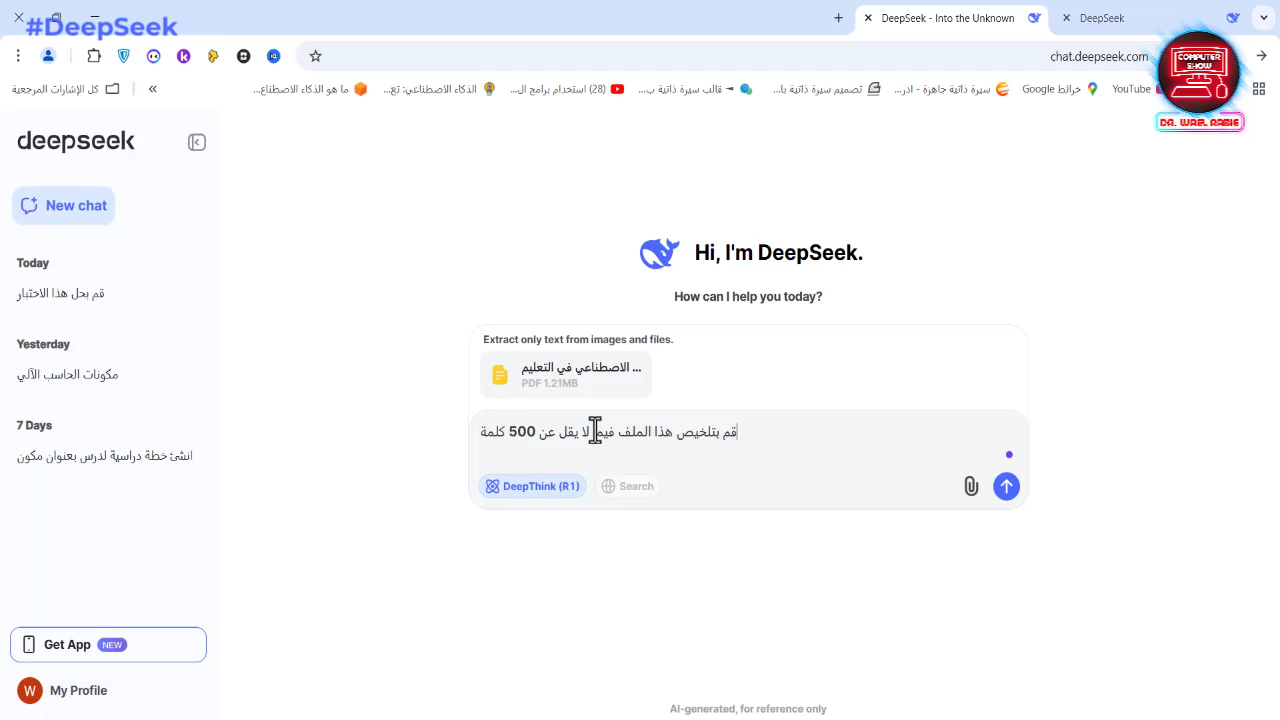 #DeepSeek
DeepSeek - Into the Unknown
DeepSeek
chat.deepseek.com
كل الإشارات المرجعية
»
ما هو الذكاء الاصطناع...
الذكاء الاصطناعي: تع...
(28) استخدام برامج ال...
قالب سيرة ذاتية ب...
تصميم سيرة ذاتية با...
سيرة ذاتية جاهزة - ادر...
خرائط Google
YouTube
COMPUTER
SHOW
DR. WAEL RABIE
deepseek
New chat
Today
قم بحل هذا الاختبار
Yesterday
مكونات الحاسب الآلي
7 Days
انشئ خطة دراسية لدرس بعنوان مكون
Get App NEW
W My Profile
Hi, I'm DeepSeek.
How can I help you today?
Extract only text from images and files.
... الاصطناعي في التعليم
PDF 1.21MB
قم بتلخيص هذا الملف فيما لا يقل عن 500 كلمة
DeepThink (R1)
Search
AI-generated, for reference only